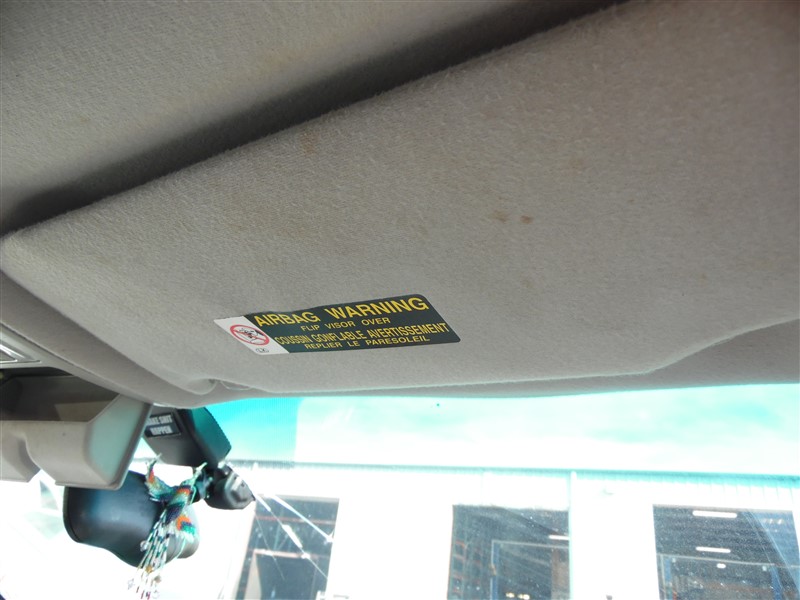 AIRBAG WARNING
FLIP VISOR OVER
COUSSIN GONFLABLE AVERTISSEMENT
REPLIER LE PARESOLEIL